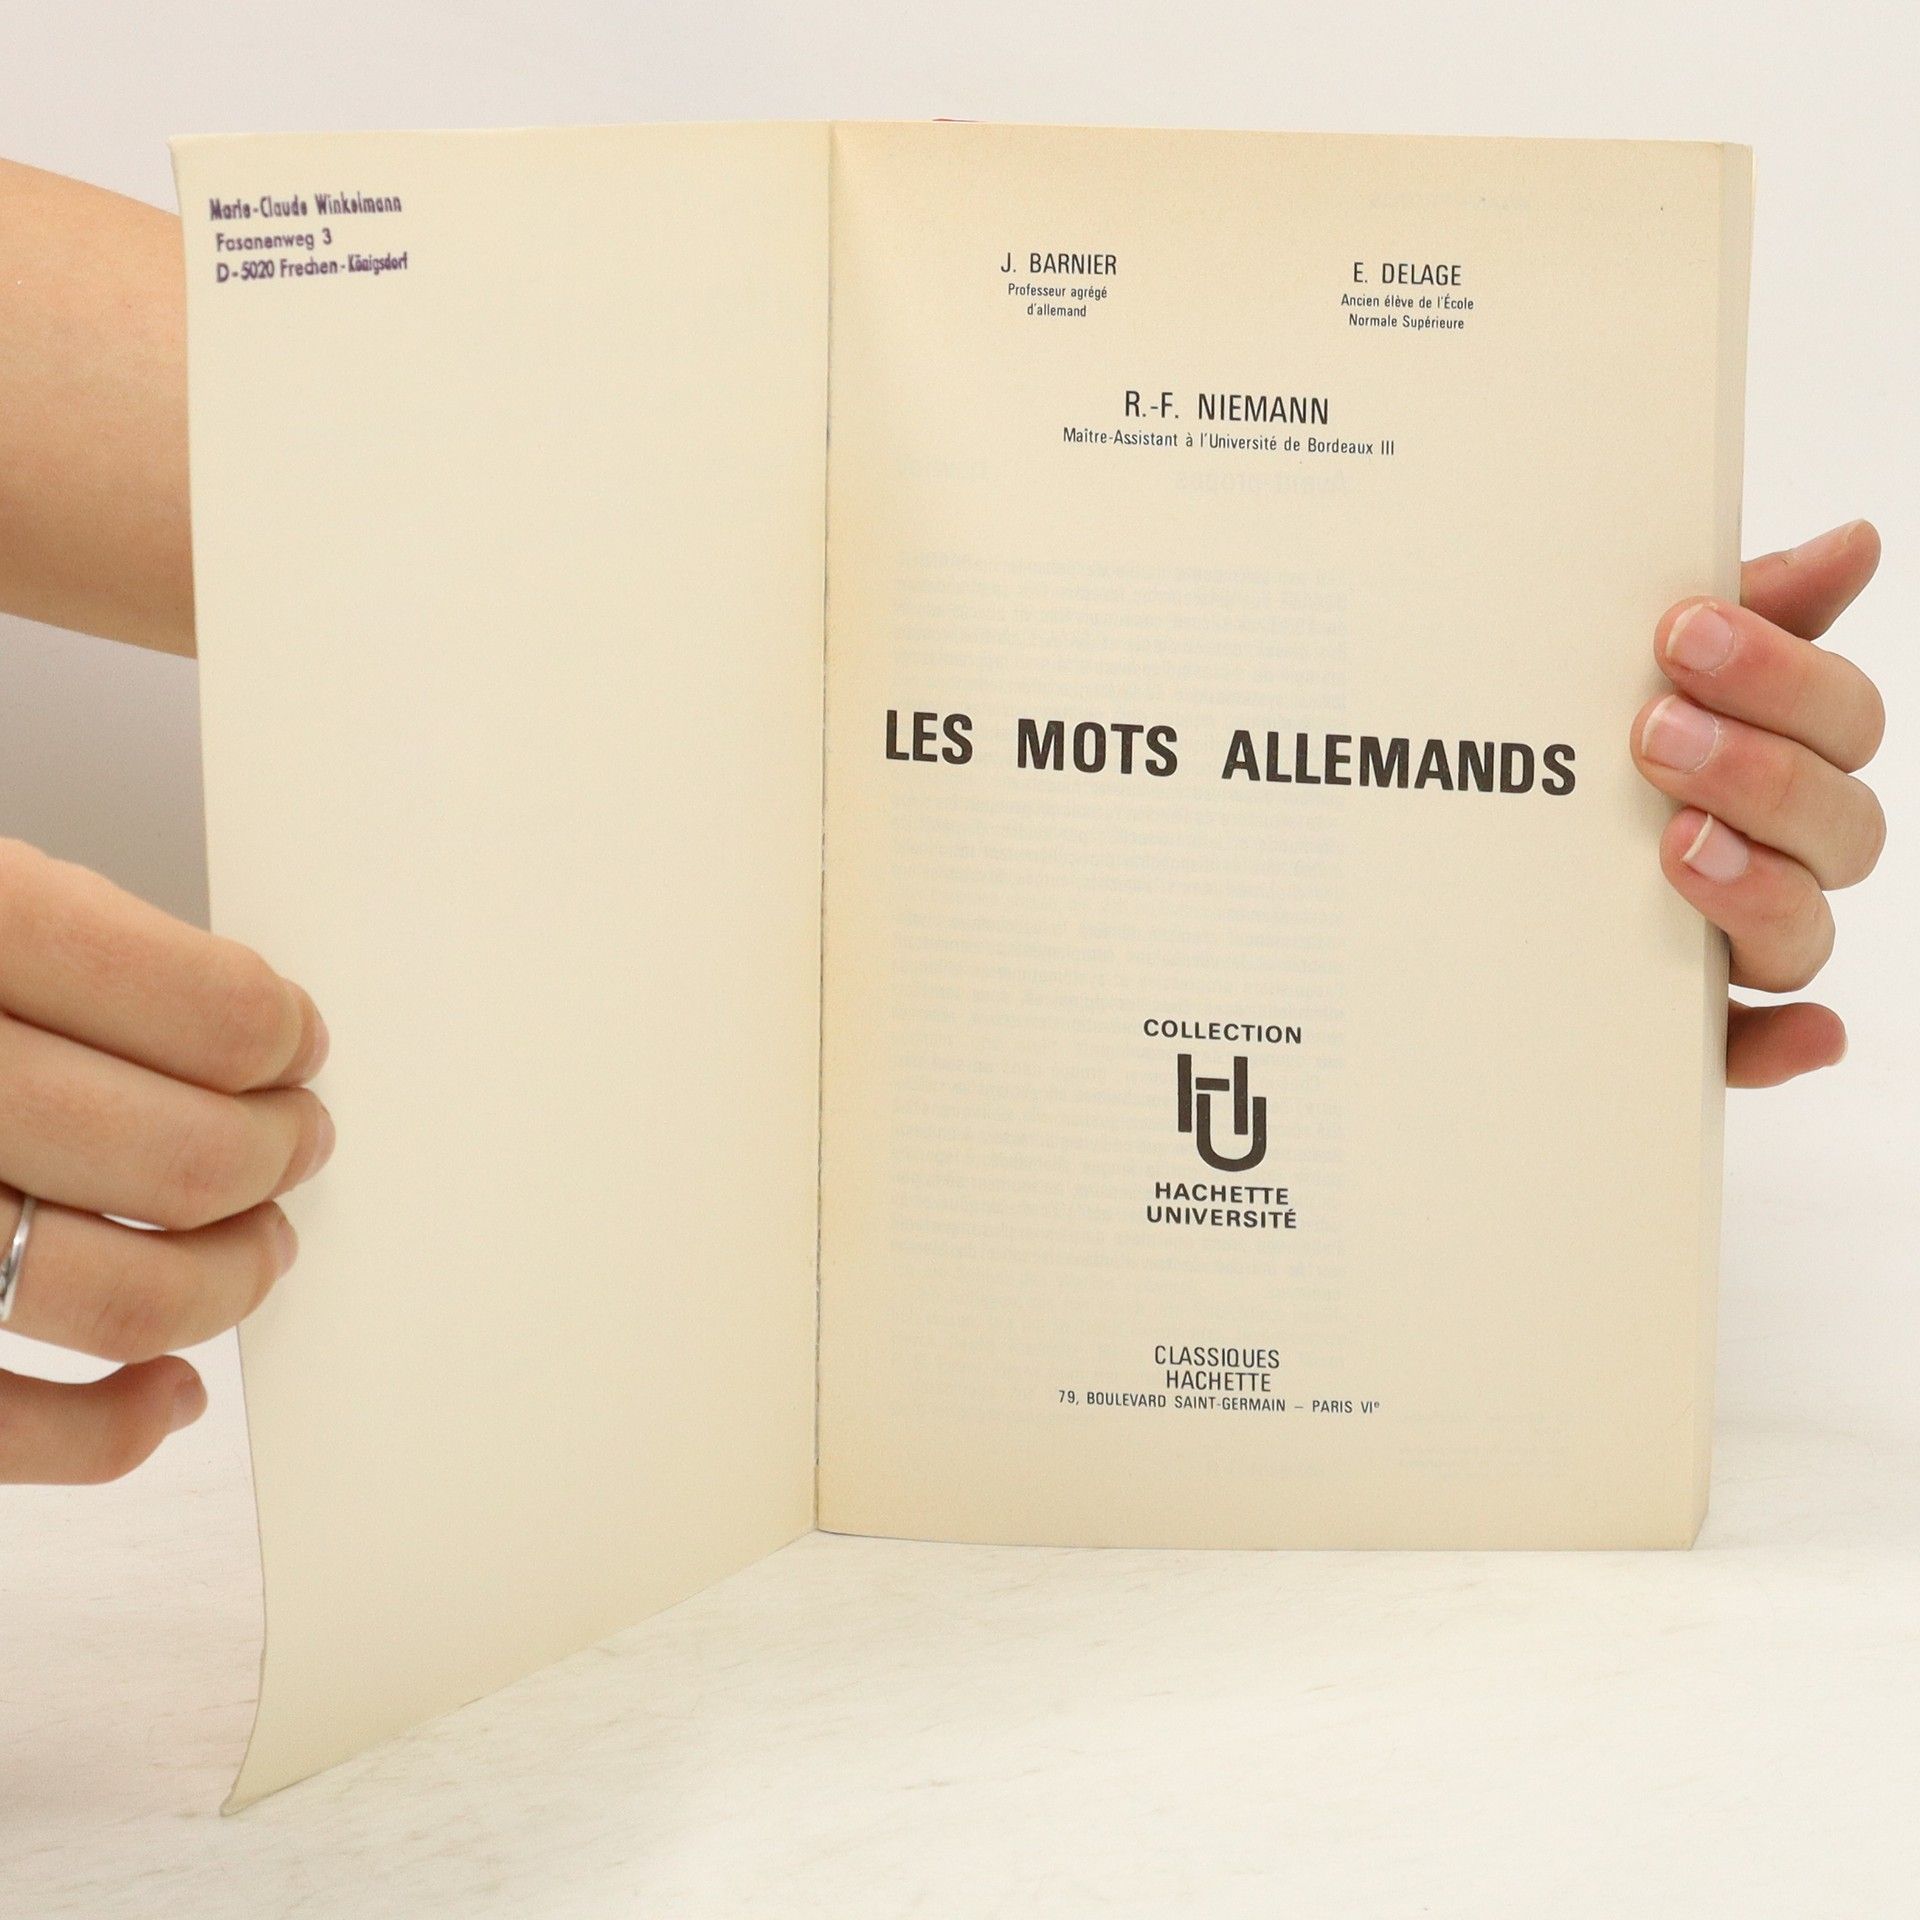 Marie-Claude Winkelmann
Fasanenweg 3
D-5020 Frechen-Königsdorf
J. BARNIER
Professeur agrégé
d'allemand
E. DELAGE
Ancien élève de l'École
Normale Supérieure
R.-F. NIEMANN
Maître-Assistant à l'Université de Bordeaux III
LES MOTS ALLEMANDS
COLLECTION
HU
HACHETTE
UNIVERSITÉ
CLASSIQUES
HACHETTE
79, BOULEVARD SAINT-GERMAIN – PARIS VIe